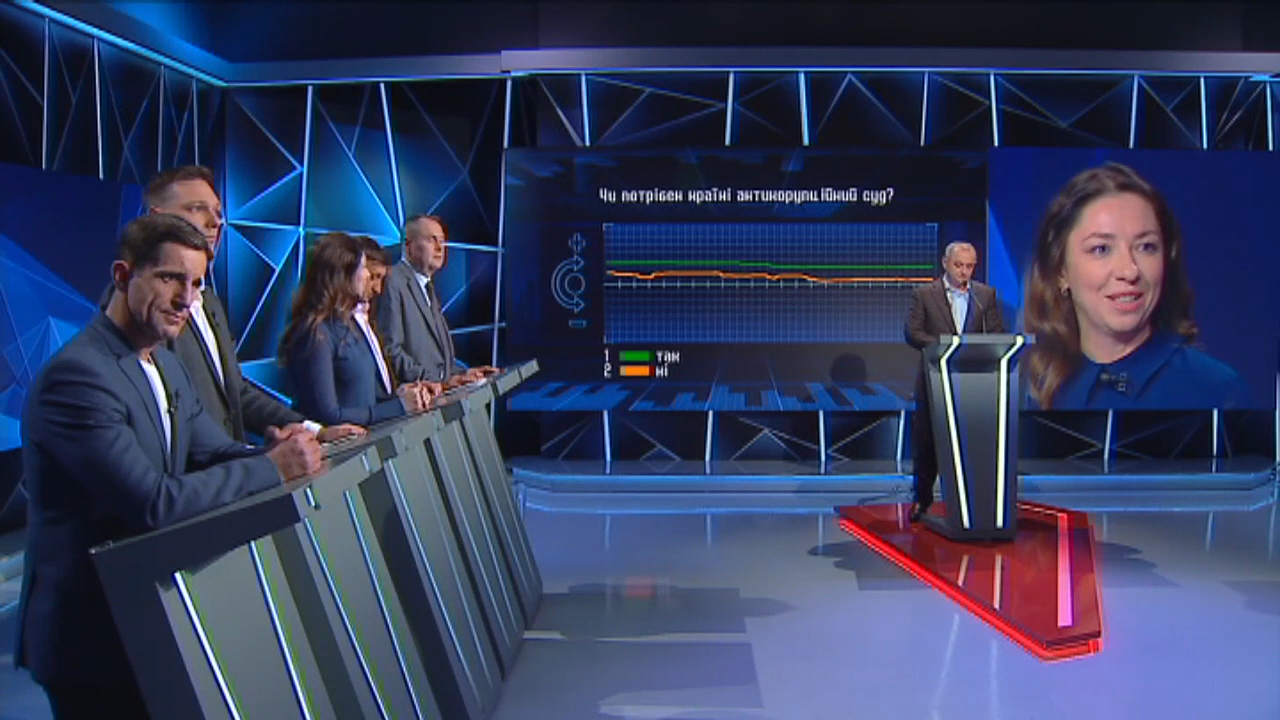 Чи потрібен країні антикорупційний суд?
1 так
2 ні